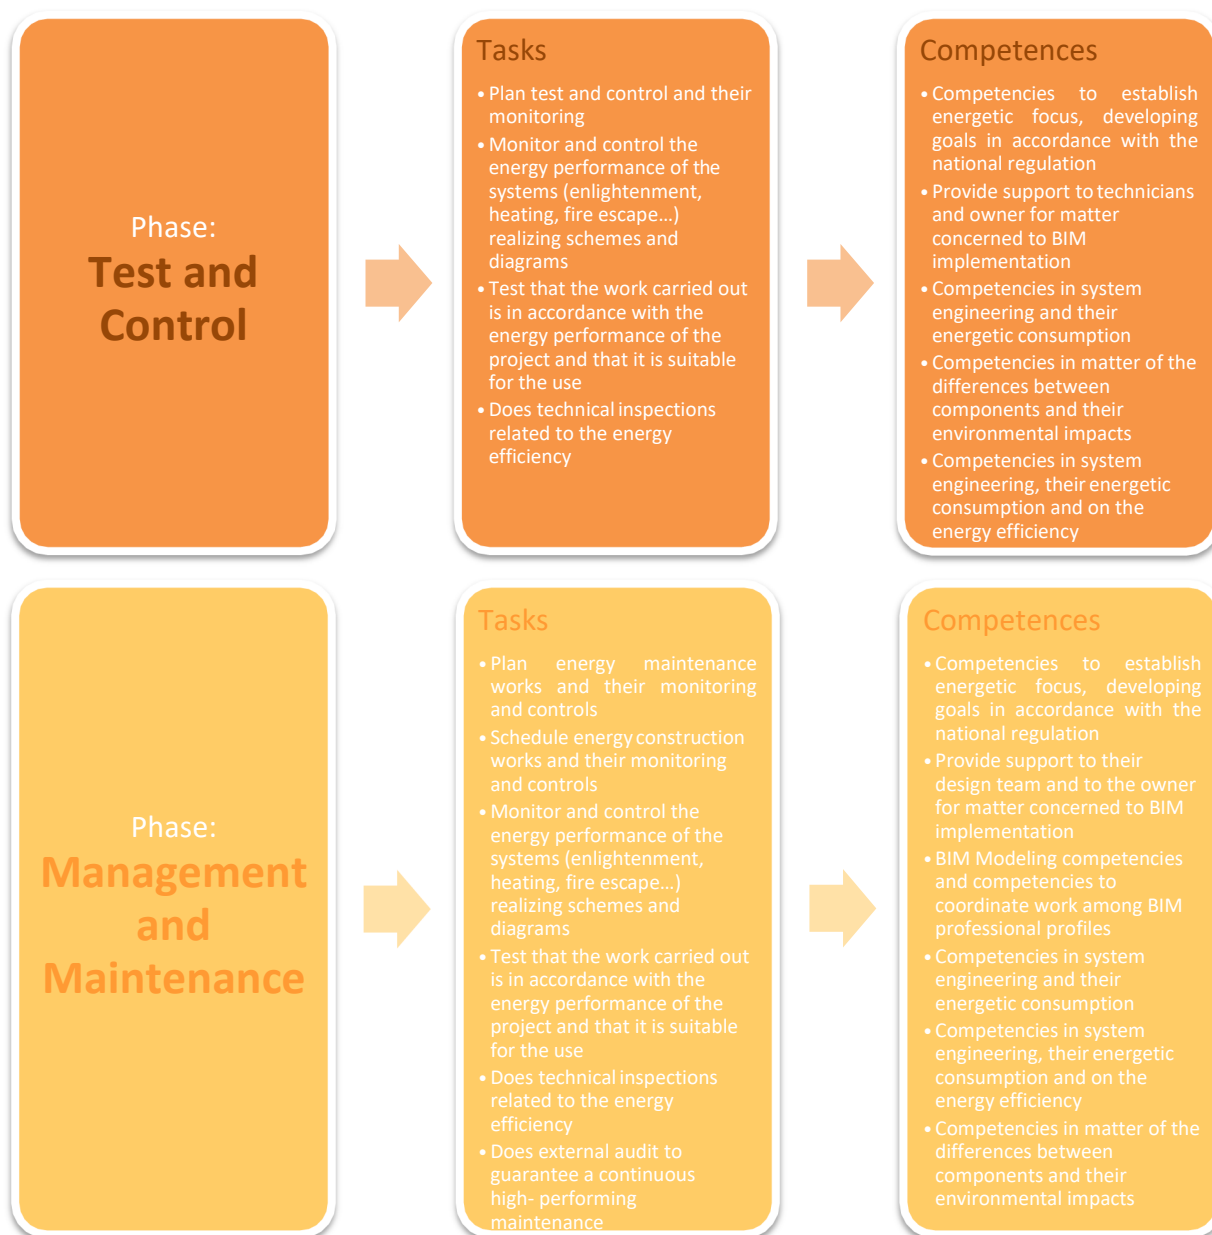 Phase:
Test and
Control
Tasks
• Plan test and control and their
monitoring
• Monitor and control the
energy performance of the
systems (enlightenment,
heating, fire escape...)
realizing schemes and
diagrams
• Test that the work carried out
is in accordance with the
energy performance of the
project and that it is suitable
for the use
• Does technical inspections
related to the energy
efficiency
Competences
• Competencies to establish
energetic focus, developing
goals in accordance with the
national regulation
• Provide support to technicians
and owner for matter
concerned to BIM
implementation
• Competencies in system
engineering and their
energetic consumption
• Competencies in matter of the
differences between
components and their
environmental impacts
• Competencies in system
engineering, their energetic
consumption and on the
energy efficiency
Phase:
Management
and
Maintenance
Tasks
• Plan energy maintenance
works and their monitoring
and controls
• Schedule energy construction
works and their monitoring
and controls
• Monitor and control the
energy performance of the
systems (enlightenment,
heating, fire escape...)
realizing schemes and
diagrams
• Test that the work carried out
is in accordance with the
energy performance of the
project and that it is suitable
for the use
• Does technical inspections
related to the energy
efficiency
• Does external audit to
guarantee a continuous
high- performing
maintenance
Competences
• Competencies to establish
energetic focus, developing
goals in accordance with the
national regulation
• Provide support to their
design team and to the owner
for matter concerned to BIM
implementation
• BIM Modeling competencies
and competencies to
coordinate work among BIM
professional profiles
• Competencies in system
engineering and their
energetic consumption
• Competencies in system
engineering, their energetic
consumption and on the
energy efficiency
• Competencies in matter of the
differences between
components and their
environmental impacts